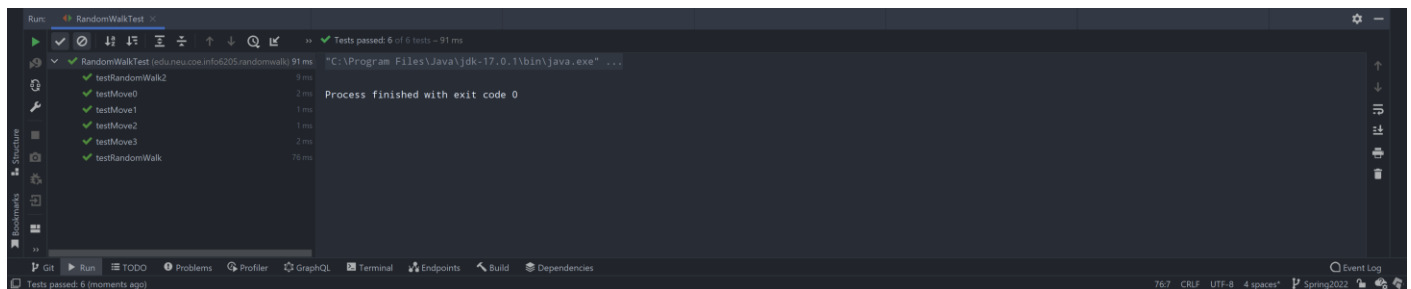 Run: RandomWalkTest ×
» Tests passed: 6 of 6 tests – 91 ms
RandomWalkTest (edu.neu.coe.info6205.randomwalk) 91 ms "C:\Program Files\Java\jdk-17.0.1\bin\java.exe" ...
testRandomWalk2 9 ms
testMove0 2 ms Process finished with exit code 0
testMove1 1 ms
testMove2 1 ms
testMove3 2 ms
testRandomWalk 76 ms
Structure
Bookmarks
»
Git Run TODO Problems Profiler GraphQL Terminal Endpoints Build Dependencies Event Log
Tests passed: 6 (moments ago) 76:7 CRLF UTF-8 4 spaces* Spring2022